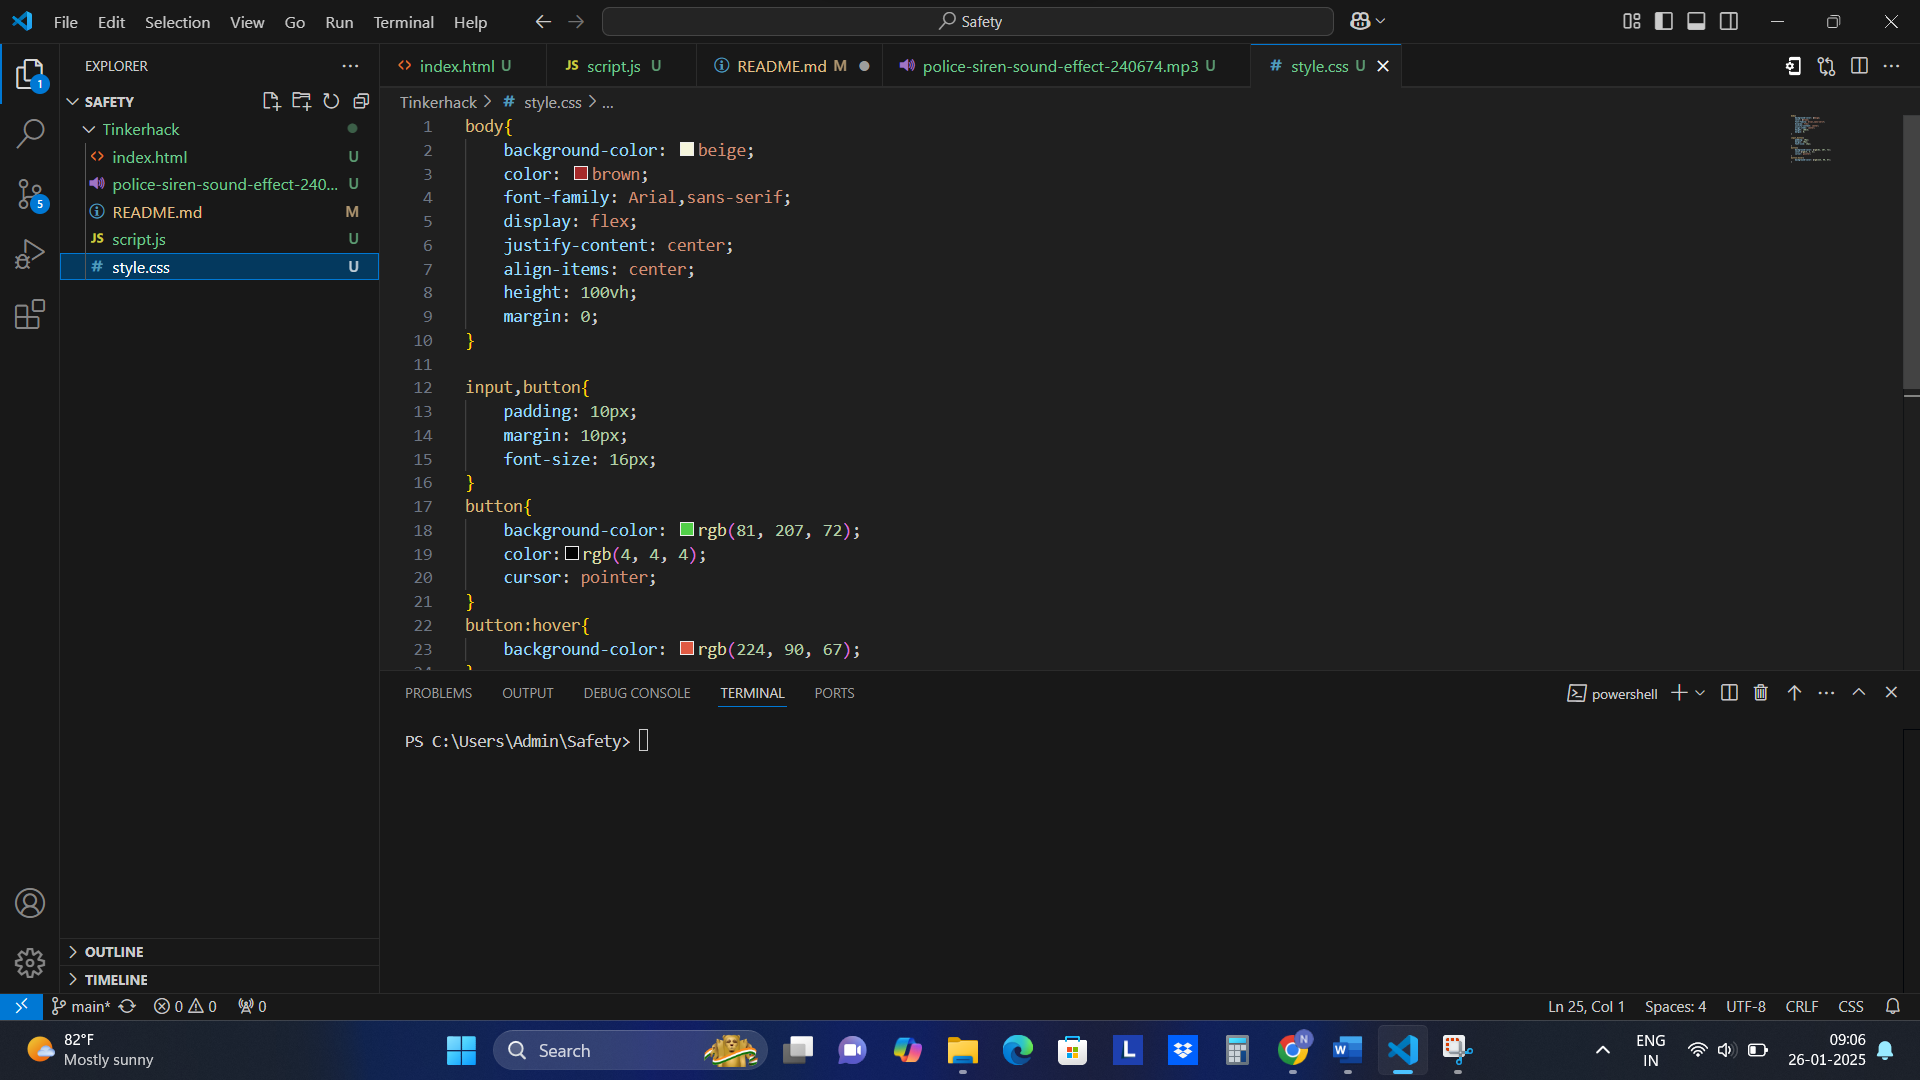 File Edit Selection View Go Run Terminal Help
Safety
EXPLORER
1
SAFETY
Tinkerhack
index.html U
police-siren-sound-effect-240... U
README.md M
JS script.js U
# style.css U
5
OUTLINE
TIMELINE
index.html U
JS script.js U
README.md M
police-siren-sound-effect-240674.mp3 U
# style.css U
Tinkerhack > # style.css > ...
1 body{
2 background-color: beige;
3 color: brown;
4 font-family: Arial,sans-serif;
5 display: flex;
6 justify-content: center;
7 align-items: center;
8 height: 100vh;
9 margin: 0;
10 }
11
12 input,button{
13 padding: 10px;
14 margin: 10px;
15 font-size: 16px;
16 }
17 button{
18 background-color: rgb(81, 207, 72);
19 color: rgb(4, 4, 4);
20 cursor: pointer;
21 }
22 button:hover{
23 background-color: rgb(224, 90, 67);
PROBLEMS OUTPUT DEBUG CONSOLE TERMINAL PORTS
powershell
PS C:\Users\Admin\Safety>
main* 0 0 0
Ln 25, Col 1 Spaces: 4 UTF-8 CRLF CSS
82°F
Mostly sunny
Search
L
N
W
ENG
IN
09:06
26-01-2025